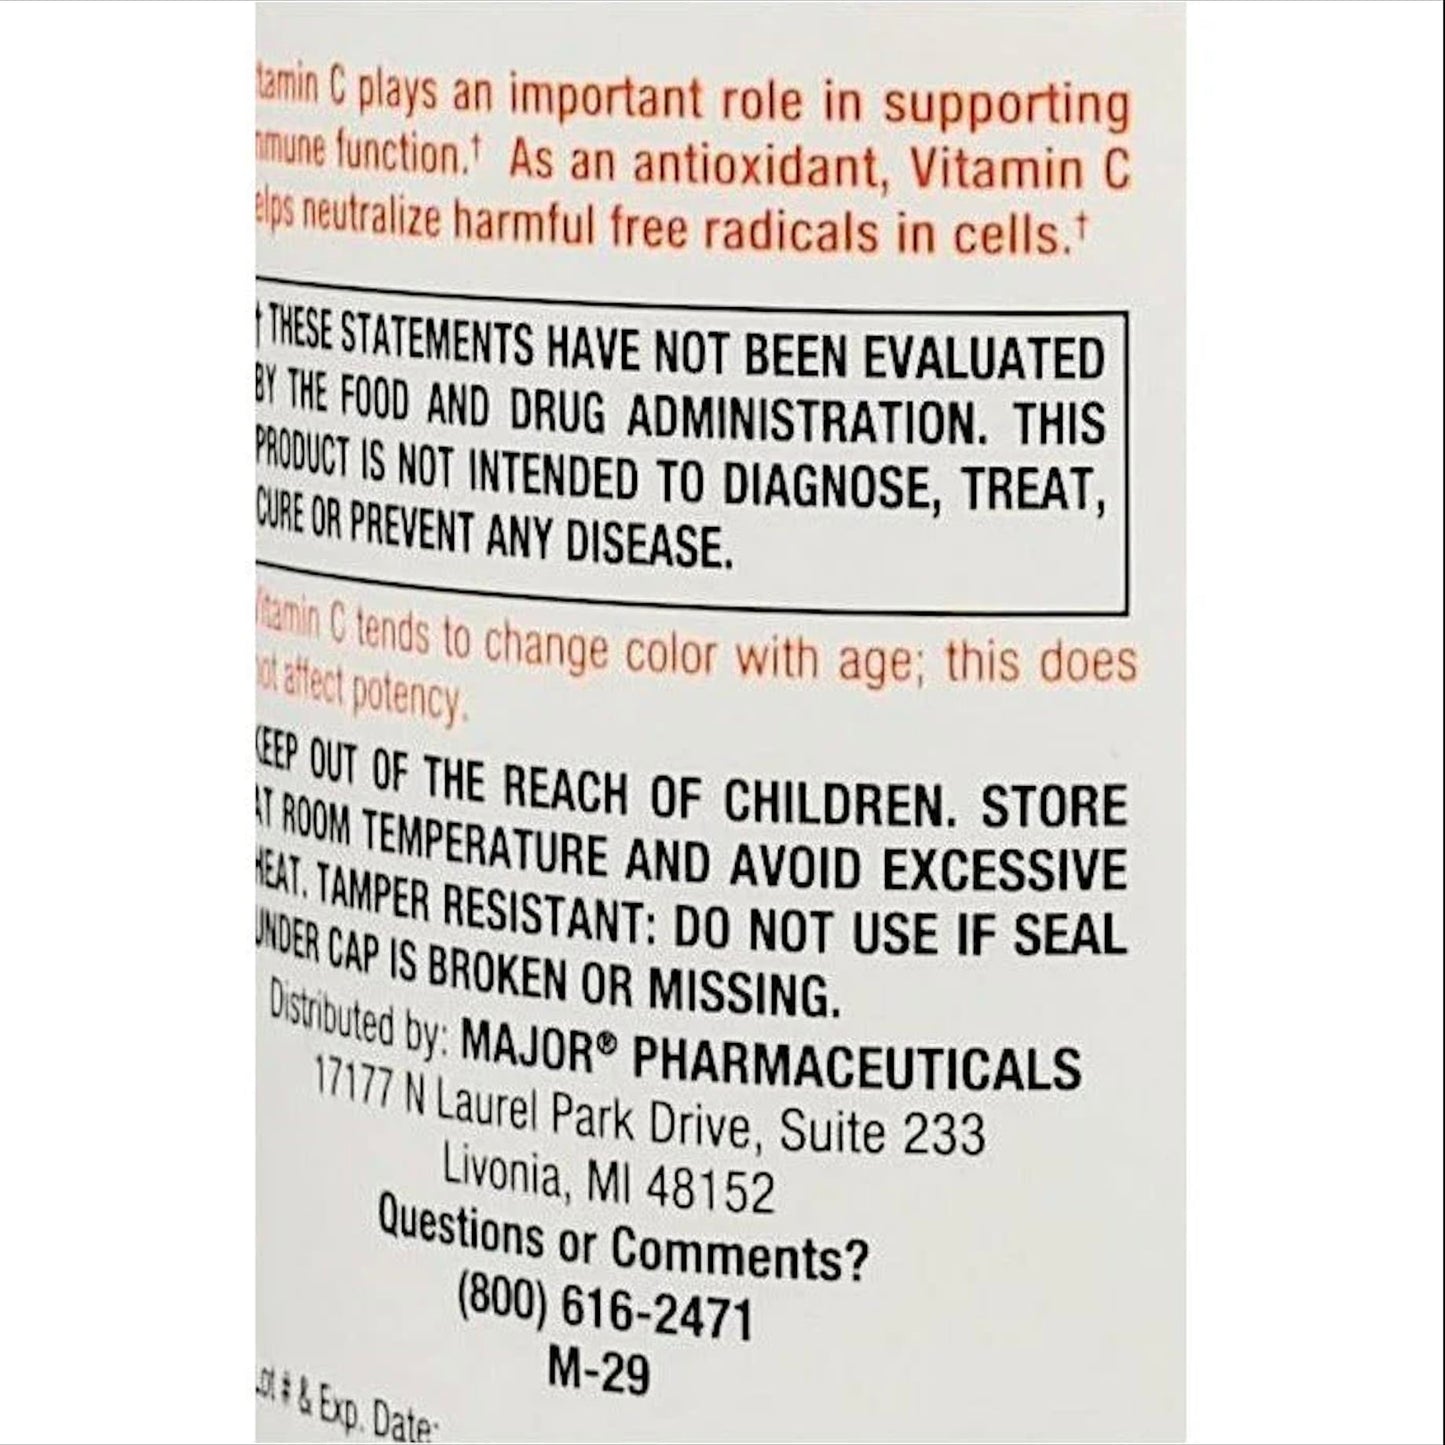 tamin C plays an important role in supporting
mmune function.† As an antioxidant, Vitamin C
elps neutralize harmful free radicals in cells.†
† THESE STATEMENTS HAVE NOT BEEN EVALUATED
BY THE FOOD AND DRUG ADMINISTRATION. THIS
PRODUCT IS NOT INTENDED TO DIAGNOSE, TREAT,
CURE OR PREVENT ANY DISEASE.
Vitamin C tends to change color with age; this does
not affect potency.
KEEP OUT OF THE REACH OF CHILDREN. STORE
AT ROOM TEMPERATURE AND AVOID EXCESSIVE
HEAT. TAMPER RESISTANT: DO NOT USE IF SEAL
UNDER CAP IS BROKEN OR MISSING.
Distributed by: MAJOR® PHARMACEUTICALS
17177 N Laurel Park Drive, Suite 233
Livonia, MI 48152
Questions or Comments?
(800) 616-2471
M-29
Lot # & Exp. Date: